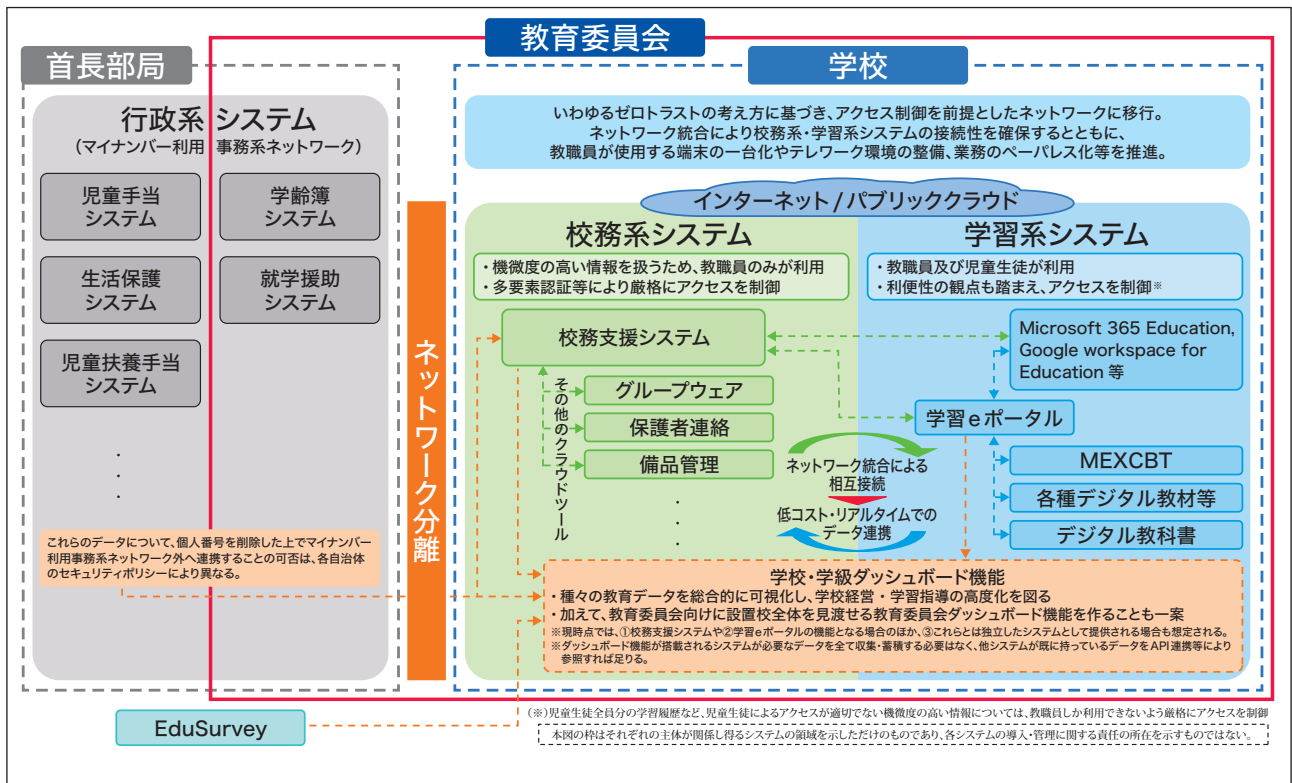 教育委員会
首長部局
学校
行政系システム
（マイナンバー利用事務系ネットワーク）
児童手当
システム
学齢簿
システム
生活保護
システム
就学援助
システム
児童扶養手当
システム
・
・
・
これらのデータについて、個人番号を削除した上でマイナンバー
利用事務系ネットワーク外へ連携することの可否は、各自治体
のセキュリティポリシーにより異なる。
ネットワーク分離
いわゆるゼロトラストの考え方に基づき、アクセス制御を前提としたネットワークに移行。
ネットワーク統合により校務系・学習系システムの接続性を確保するとともに、
教職員が使用する端末の一台化やテレワーク環境の整備、業務のペーパレス化等を推進。
インターネット / パブリッククラウド
校務系システム
・機微度の高い情報を扱うため、教職員のみが利用
・多要素認証等により厳格にアクセスを制御
校務支援システム
その他のクラウドツール
グループウェア
保護者連絡
備品管理
・
・
・
学習系システム
・教職員及び児童生徒が利用
・利便性の観点も踏まえ、アクセスを制御※
Microsoft 365 Education,
Google workspace for
Education 等
学習eポータル
MEXCBT
各種デジタル教材等
デジタル教科書
ネットワーク統合による
相互接続
低コスト・リアルタイムでの
データ連携
学校・学級ダッシュボード機能
・種々の教育データを総合的に可視化し、学校経営・学習指導の高度化を図る
・加えて、教育委員会向けに設置校全体を見渡せる教育委員会ダッシュボード機能を作ることも一案
※現時点では、①校務支援システムや②学習eポータルの機能となる場合のほか、③これらとは独立したシステムとして提供される場合も想定される。
※ダッシュボード機能が搭載されるシステムが必要なデータを全て収集・蓄積する必要はなく、他システムが既に持っているデータをAPI連携等により
参照すれば足りる。
EduSurvey
（※）児童生徒全員分の学習履歴など、児童生徒によるアクセスが適切でない機微度の高い情報については、教職員しか利用できないよう厳格にアクセスを制御
本図の枠はそれぞれの主体が関係し得るシステムの領域を示しただけのものであり、各システムの導入・管理に関する責任の所在を示すものではない。